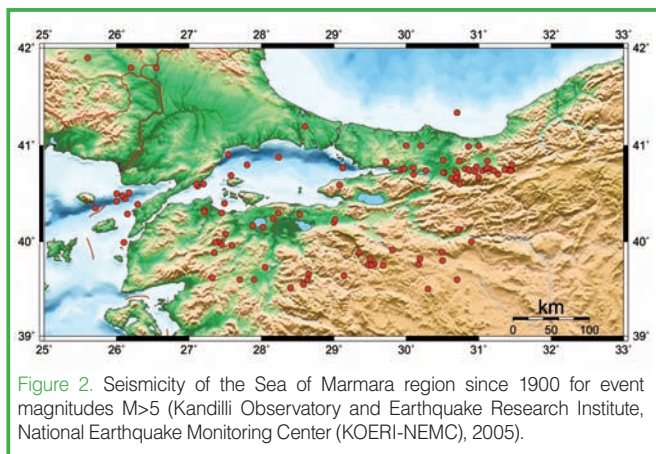 25° 26° 27° 28° 29° 30° 31° 32° 33°
42° 42°
41° 41°
40° 40°
km
0 50 100
39° 39°
25° 26° 27° 28° 29° 30° 31° 32° 33°
Figure 2. Seismicity of the Sea of Marmara region since 1900 for event
magnitudes M>5 (Kandilli Observatory and Earthquake Research Institute,
National Earthquake Monitoring Center (KOERI-NEMC), 2005).